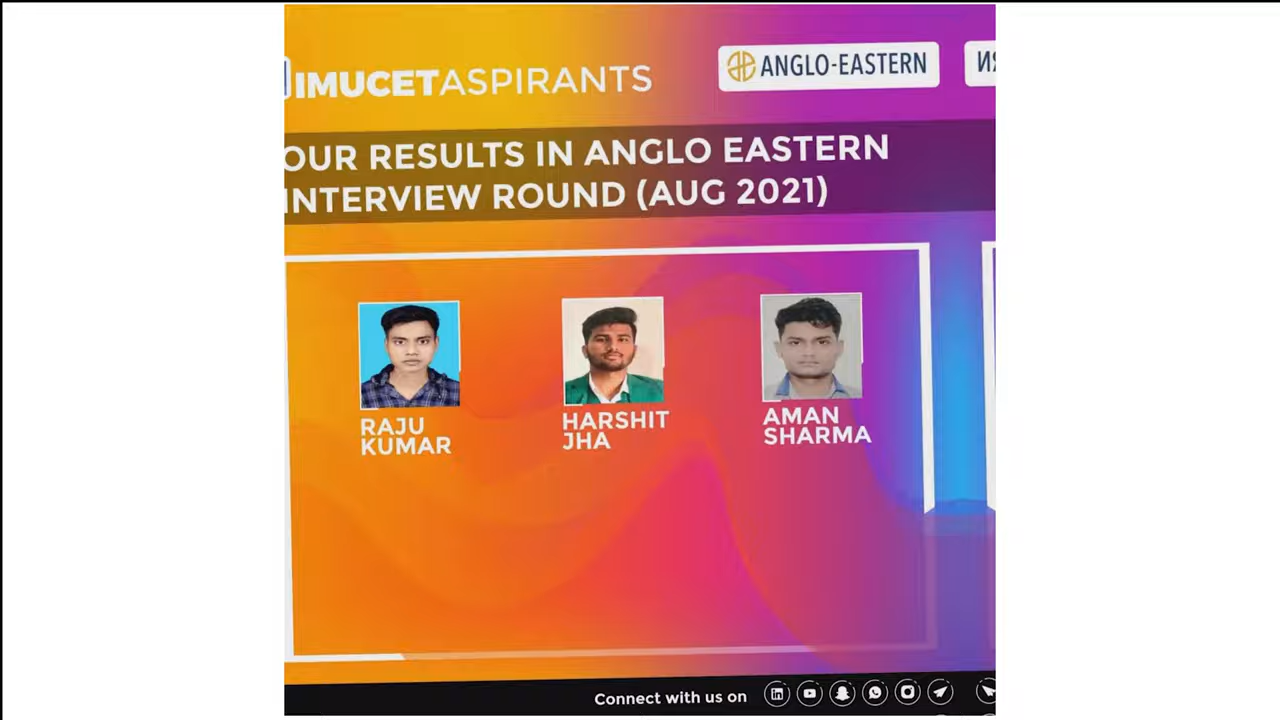 IMUCETASPIRANTS
ANGLO-EASTERN
OUR RESULTS IN ANGLO EASTERN
INTERVIEW ROUND (AUG 2021)
RAJU
KUMAR
HARSHIT
JHA
AMAN
SHARMA
Connect with us on